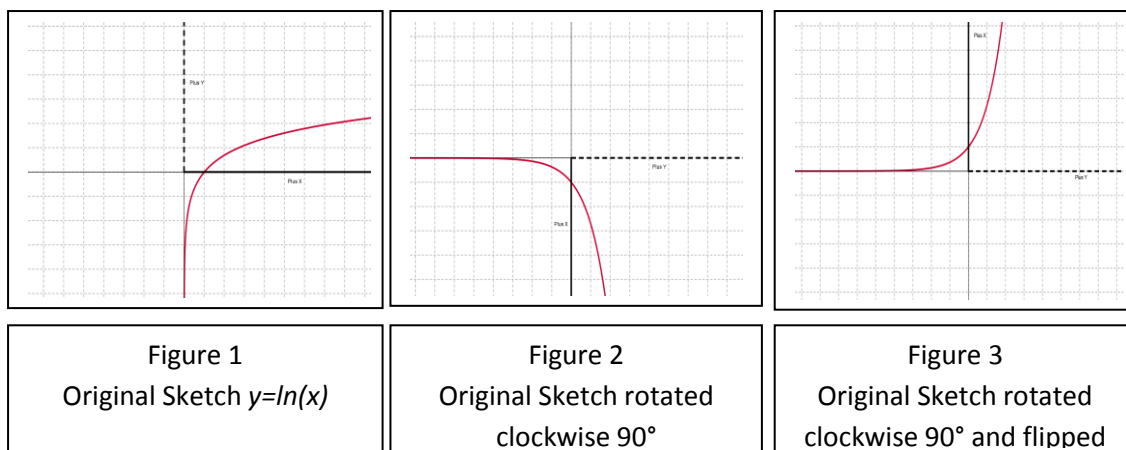 Plus Y
Plus X
Plus Y
Plus X
Plus X
Plus Y
Figure 1
Original Sketch y=ln(x)
Figure 2
Original Sketch rotated
clockwise 90°
Figure 3
Original Sketch rotated
clockwise 90° and flipped